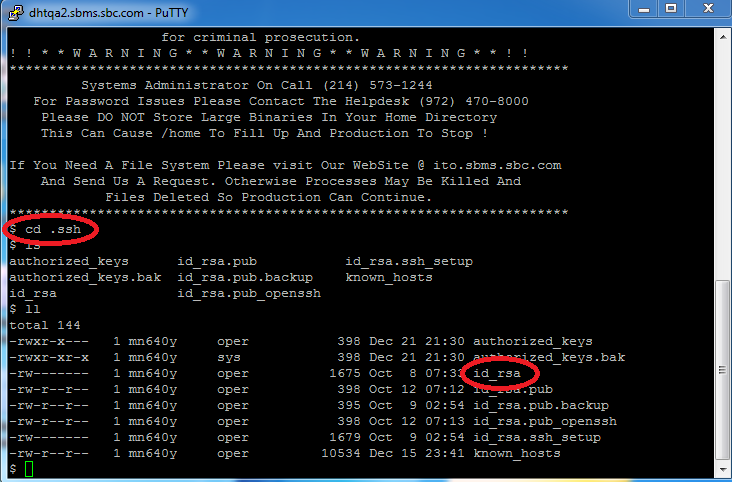 dhtqa2.sbms.sbc.com - PuTTY
for criminal prosecution.
! ! * * W A R N I N G * * W A R N I N G * * W A R N I N G * * ! !
***********************************************************************
Systems Administrator On Call (214) 573-1244
For Password Issues Please Contact The Helpdesk (972) 470-8000
Please DO NOT Store Large Binaries In Your Home Directory
This Can Cause /home To Fill Up And Production To Stop !
If You Need A File System Please visit Our WebSite @ ito.sbms.sbc.com
And Send Us A Request. Otherwise Processes May Be Killed And
Files Deleted So Production Can Continue.
***********************************************************************
$ cd .ssh
$ ls
authorized_keys id_rsa.pub id_rsa.ssh_setup
authorized_keys.bak id_rsa.pub.backup known_hosts
id_rsa id_rsa.pub_openssh
$ ll
total 144
-rwxr-x--- 1 mn640y oper 398 Dec 21 21:30 authorized_keys
-rwxr-xr-x 1 mn640y sys 398 Dec 21 21:30 authorized_keys.bak
-rw------- 1 mn640y oper 1675 Oct 8 07:33 id_rsa
-rw-r--r-- 1 mn640y oper 398 Oct 12 07:12 id_rsa.pub
-rw-r--r-- 1 mn640y oper 395 Oct 9 02:54 id_rsa.pub.backup
-rw-r--r-- 1 mn640y oper 398 Oct 12 07:13 id_rsa.pub_openssh
-rw------- 1 mn640y oper 1679 Oct 9 02:54 id_rsa.ssh_setup
-rw-r--r-- 1 mn640y oper 10534 Dec 15 23:41 known_hosts
$